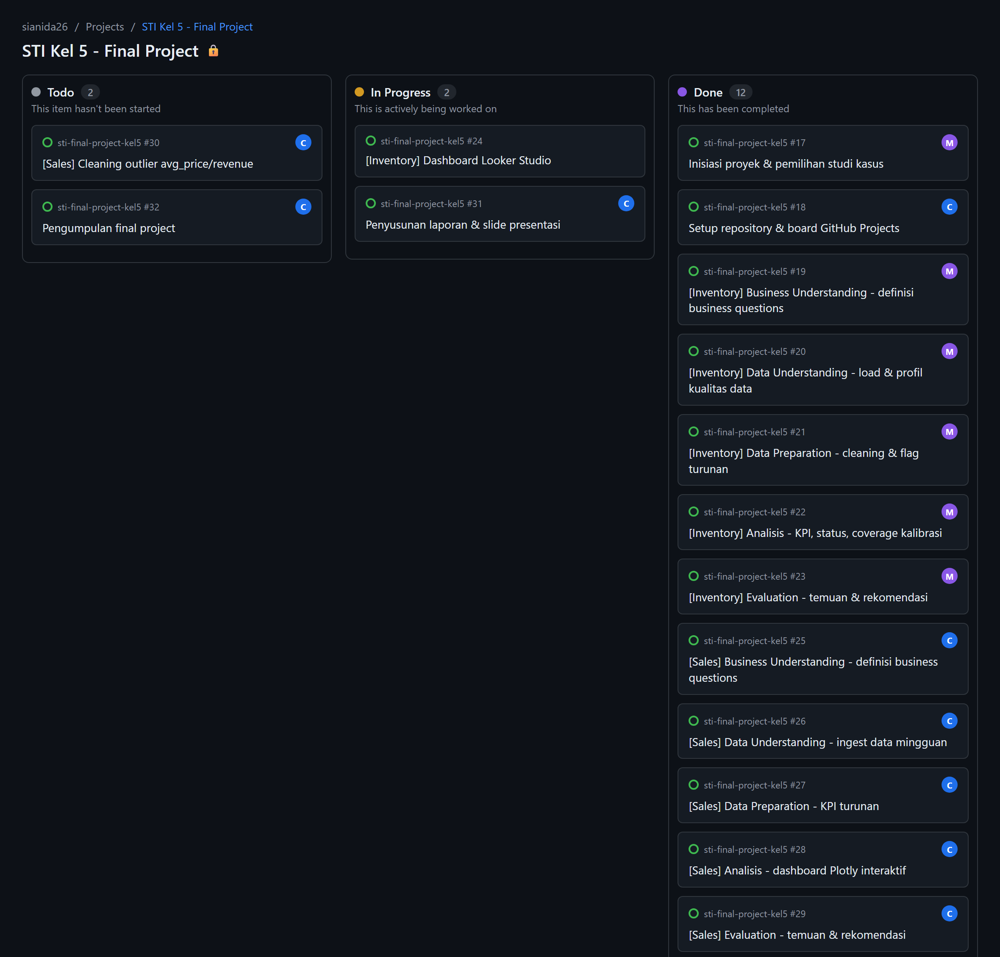 sianida26 / Projects / STI Kel 5 - Final Project
STI Kel 5 - Final Project
Todo 2
This item hasn't been started
sti-final-project-kel5 #30
C
[Sales] Cleaning outlier avg_price/revenue
sti-final-project-kel5 #32
C
Pengumpulan final project
In Progress 2
This is actively being worked on
sti-final-project-kel5 #24
[Inventory] Dashboard Looker Studio
sti-final-project-kel5 #31
C
Penyusunan laporan & slide presentasi
Done 12
This has been completed
sti-final-project-kel5 #17
M
Inisiasi proyek & pemilihan studi kasus
sti-final-project-kel5 #18
C
Setup repository & board GitHub Projects
sti-final-project-kel5 #19
M
[Inventory] Business Understanding - definisi
business questions
sti-final-project-kel5 #20
M
[Inventory] Data Understanding - load & profil
kualitas data
sti-final-project-kel5 #21
M
[Inventory] Data Preparation - cleaning & flag
turunan
sti-final-project-kel5 #22
M
[Inventory] Analisis - KPI, status, coverage kalibrasi
sti-final-project-kel5 #23
M
[Inventory] Evaluation - temuan & rekomendasi
sti-final-project-kel5 #25
C
[Sales] Business Understanding - definisi business
questions
sti-final-project-kel5 #26
C
[Sales] Data Understanding - ingest data mingguan
sti-final-project-kel5 #27
C
[Sales] Data Preparation - KPI turunan
sti-final-project-kel5 #28
C
[Sales] Analisis - dashboard Plotly interaktif
sti-final-project-kel5 #29
C
[Sales] Evaluation - temuan & rekomendasi